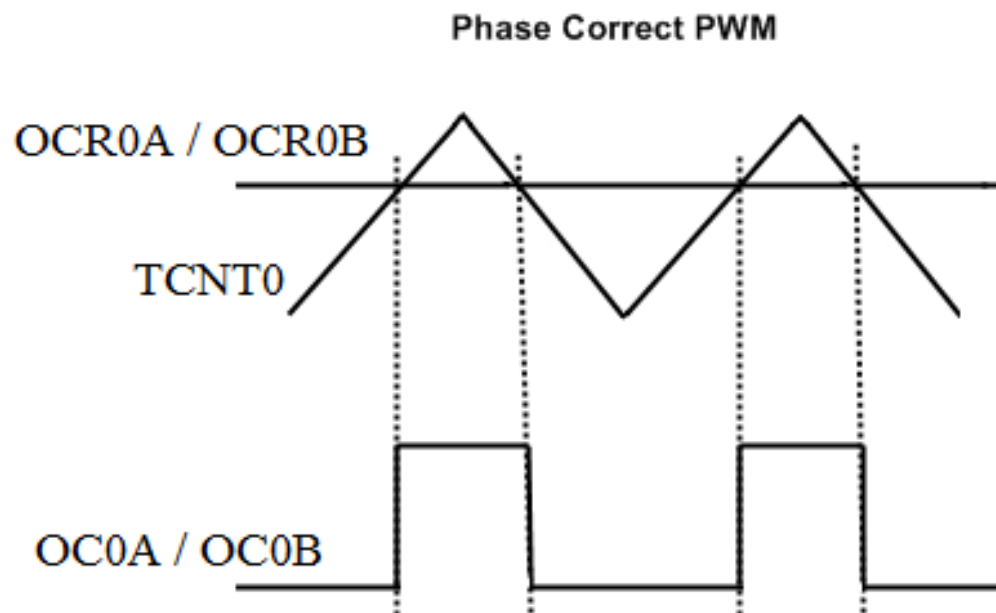 Phase Correct PWM
OCR0A / OCR0B
TCNT0
OC0A / OC0B